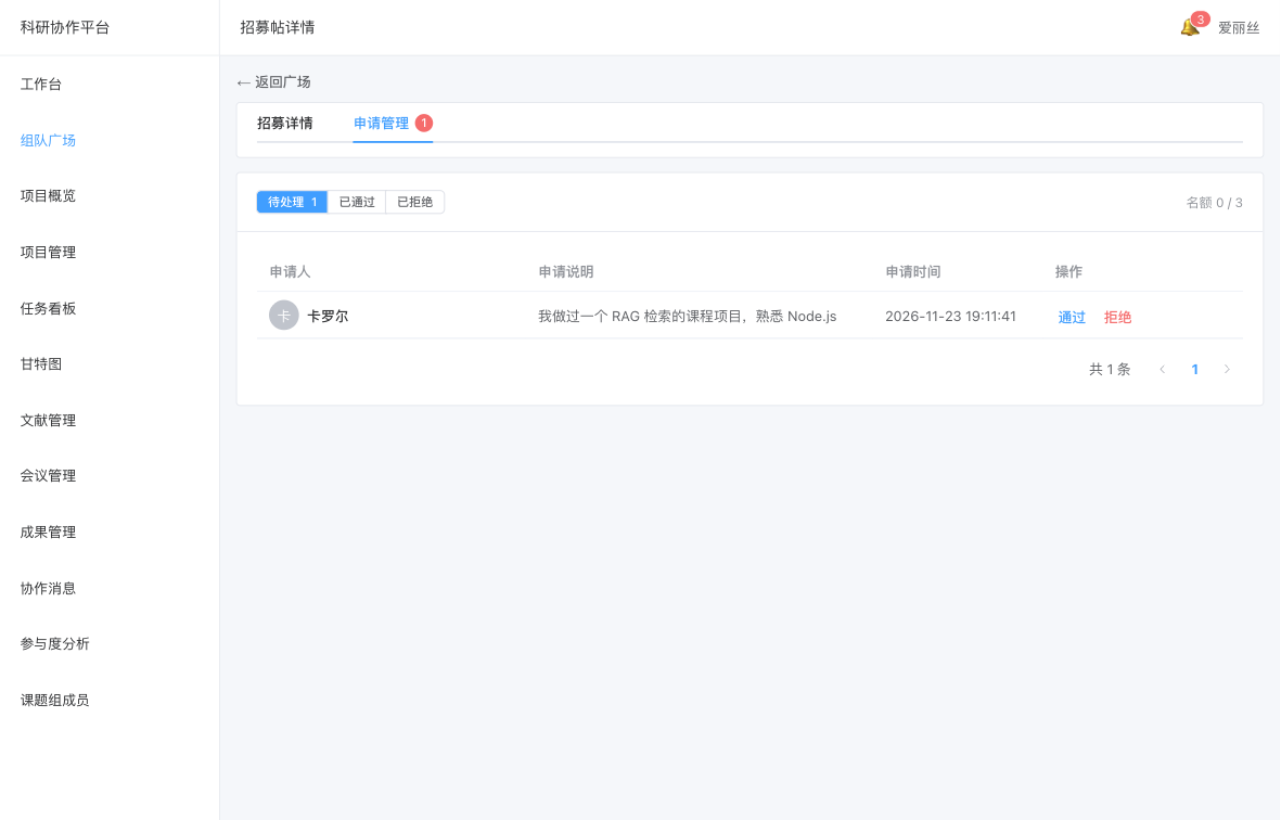 科研协作平台
招募帖详情
3
爱丽丝
工作台
组队广场
项目概览
项目管理
任务看板
甘特图
文献管理
会议管理
成果管理
协作消息
参与度分析
课题组成员
← 返回广场
招募详情 申请管理 1
待处理 1 已通过 已拒绝 名额 0 / 3
申请人 申请说明 申请时间 操作
卡 卡罗尔 我做过一个 RAG 检索的课程项目，熟悉 Node.js 2026-11-23 19:11:41 通过 拒绝
共 1 条 1